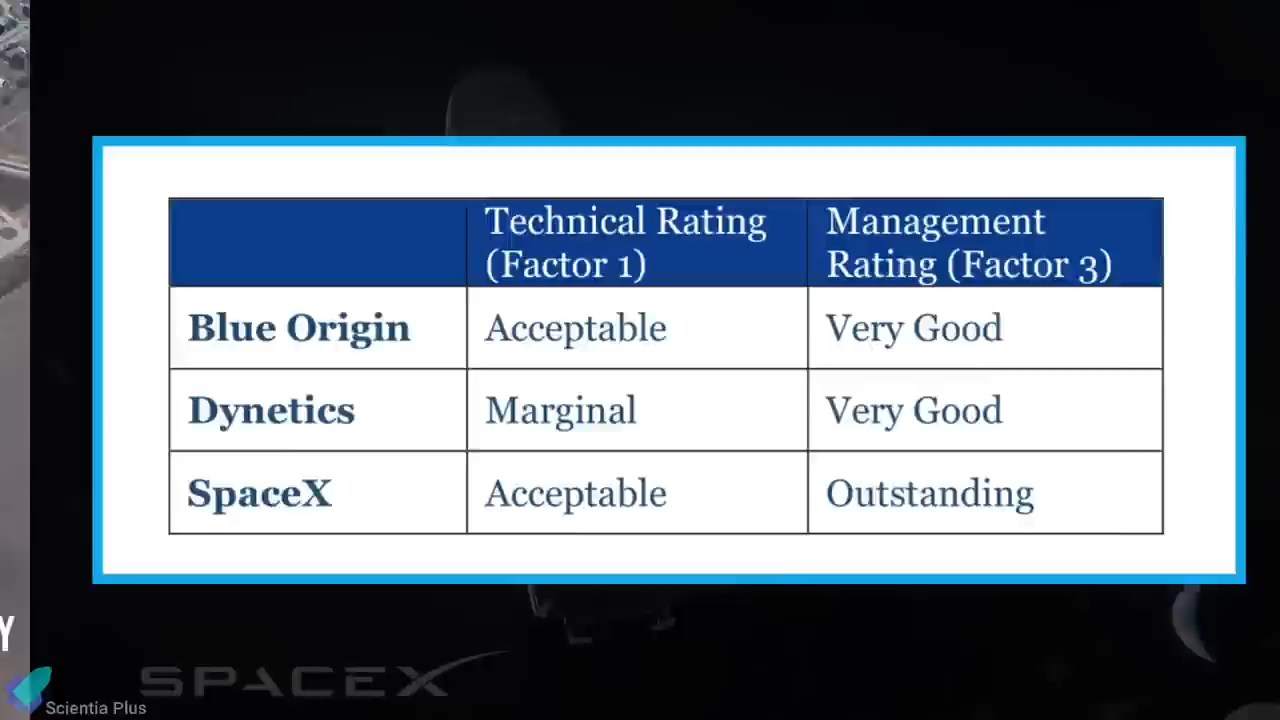 Technical Rating
(Factor 1)
Management
Rating (Factor 3)
Blue Origin
Acceptable
Very Good
Dynetics
Marginal
Very Good
SpaceX
Acceptable
Outstanding
Y
SPACEX
Scientia Plus